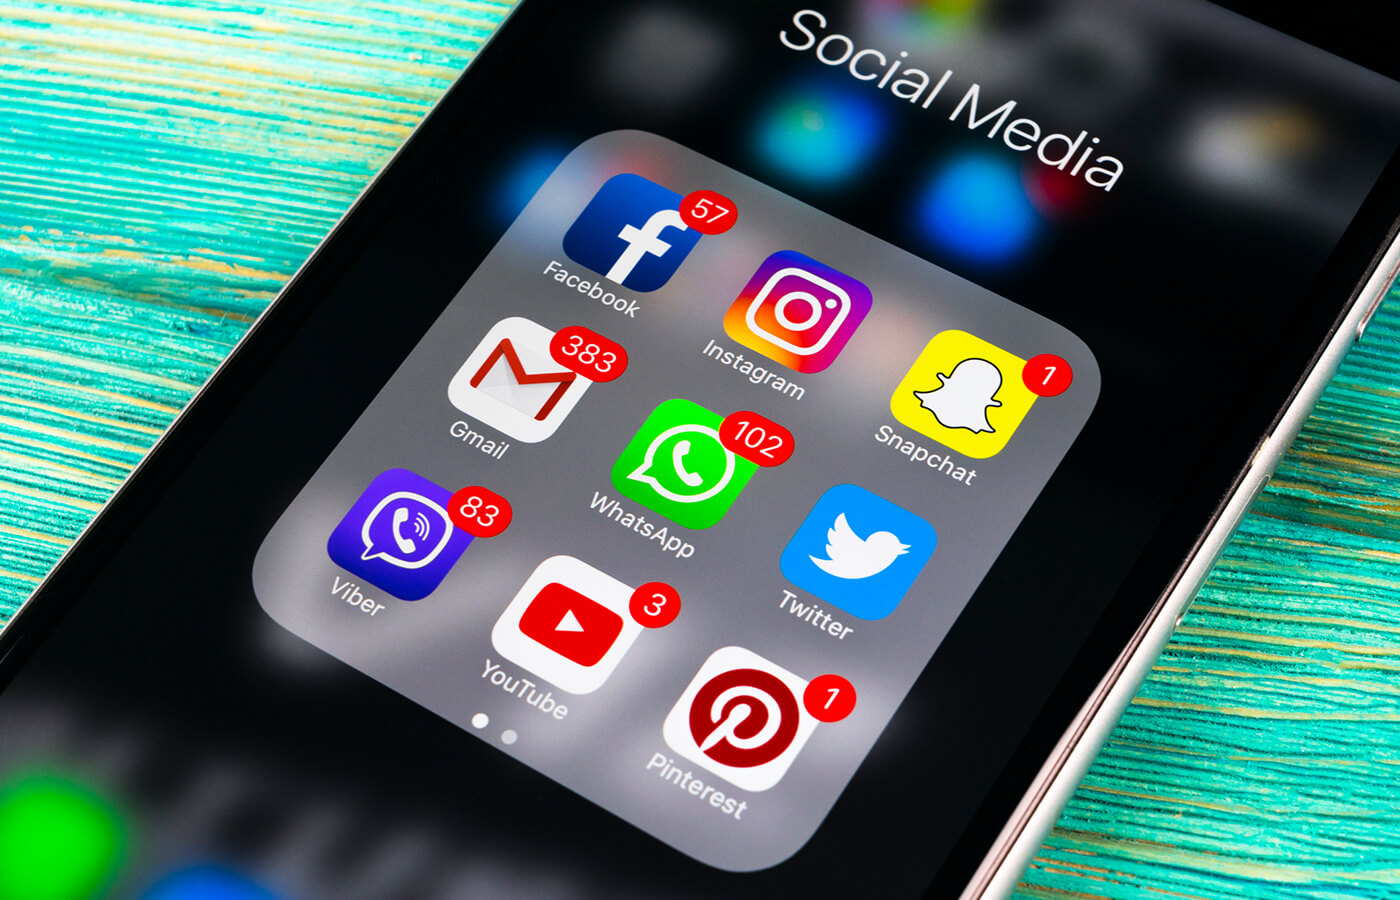 Social Media
57
Facebook
Instagram
1
Snapchat
383
Gmail
102
WhatsApp
Twitter
83
Viber
3
YouTube
1
Pinterest